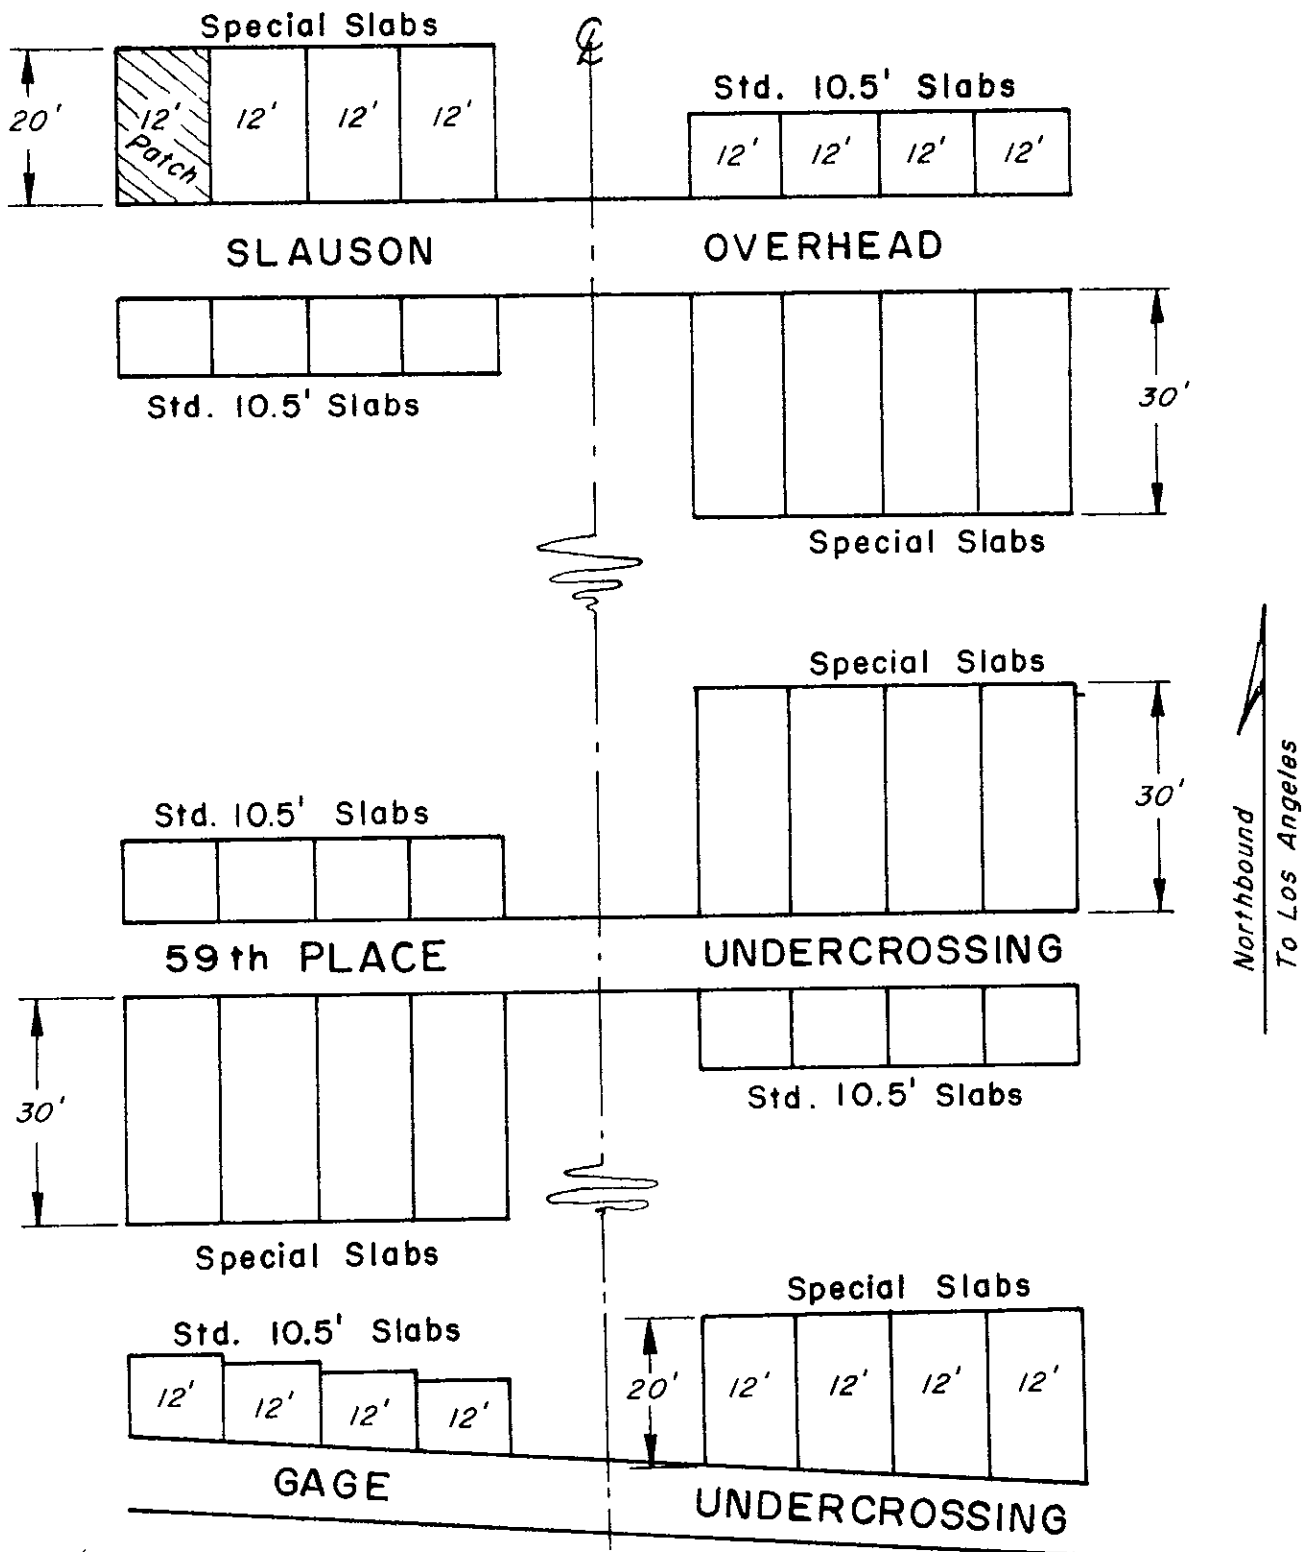 Special Slabs
℄
Std. 10.5' Slabs
20'
12' Patch
12'
12'
12'
12'
12'
12'
12'
SLAUSON OVERHEAD
Std. 10.5' Slabs
30'
Special Slabs
Special Slabs
30'
Std. 10.5' Slabs
59th PLACE UNDERCROSSING
Northbound
To Los Angeles
30'
Std. 10.5' Slabs
Special Slabs
Special Slabs
Std. 10.5' Slabs
12'
12'
12'
12'
20'
12'
12'
12'
12'
GAGE UNDERCROSSING